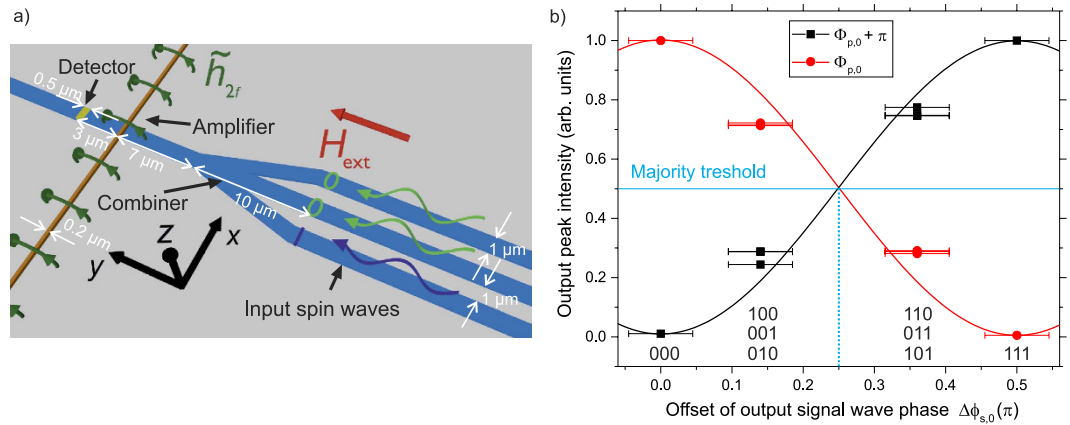 a)
Detector
h̃2f
0.5 μm
Amplifier
3 μm
7 μm
Hext
Combiner
10 μm
0.2 μm
z
x
y
1 μm
1 μm
Input spin waves
b)
Output peak intensity (arb. units)
1.0
0.8
0.6
0.4
0.2
0.0
Φp,0 + π
Φp,0
Majority treshold
000
100
001
010
110
011
101
111
0.0 0.1 0.2 0.3 0.4 0.5
Offset of output signal wave phase Δϕs,0(π)